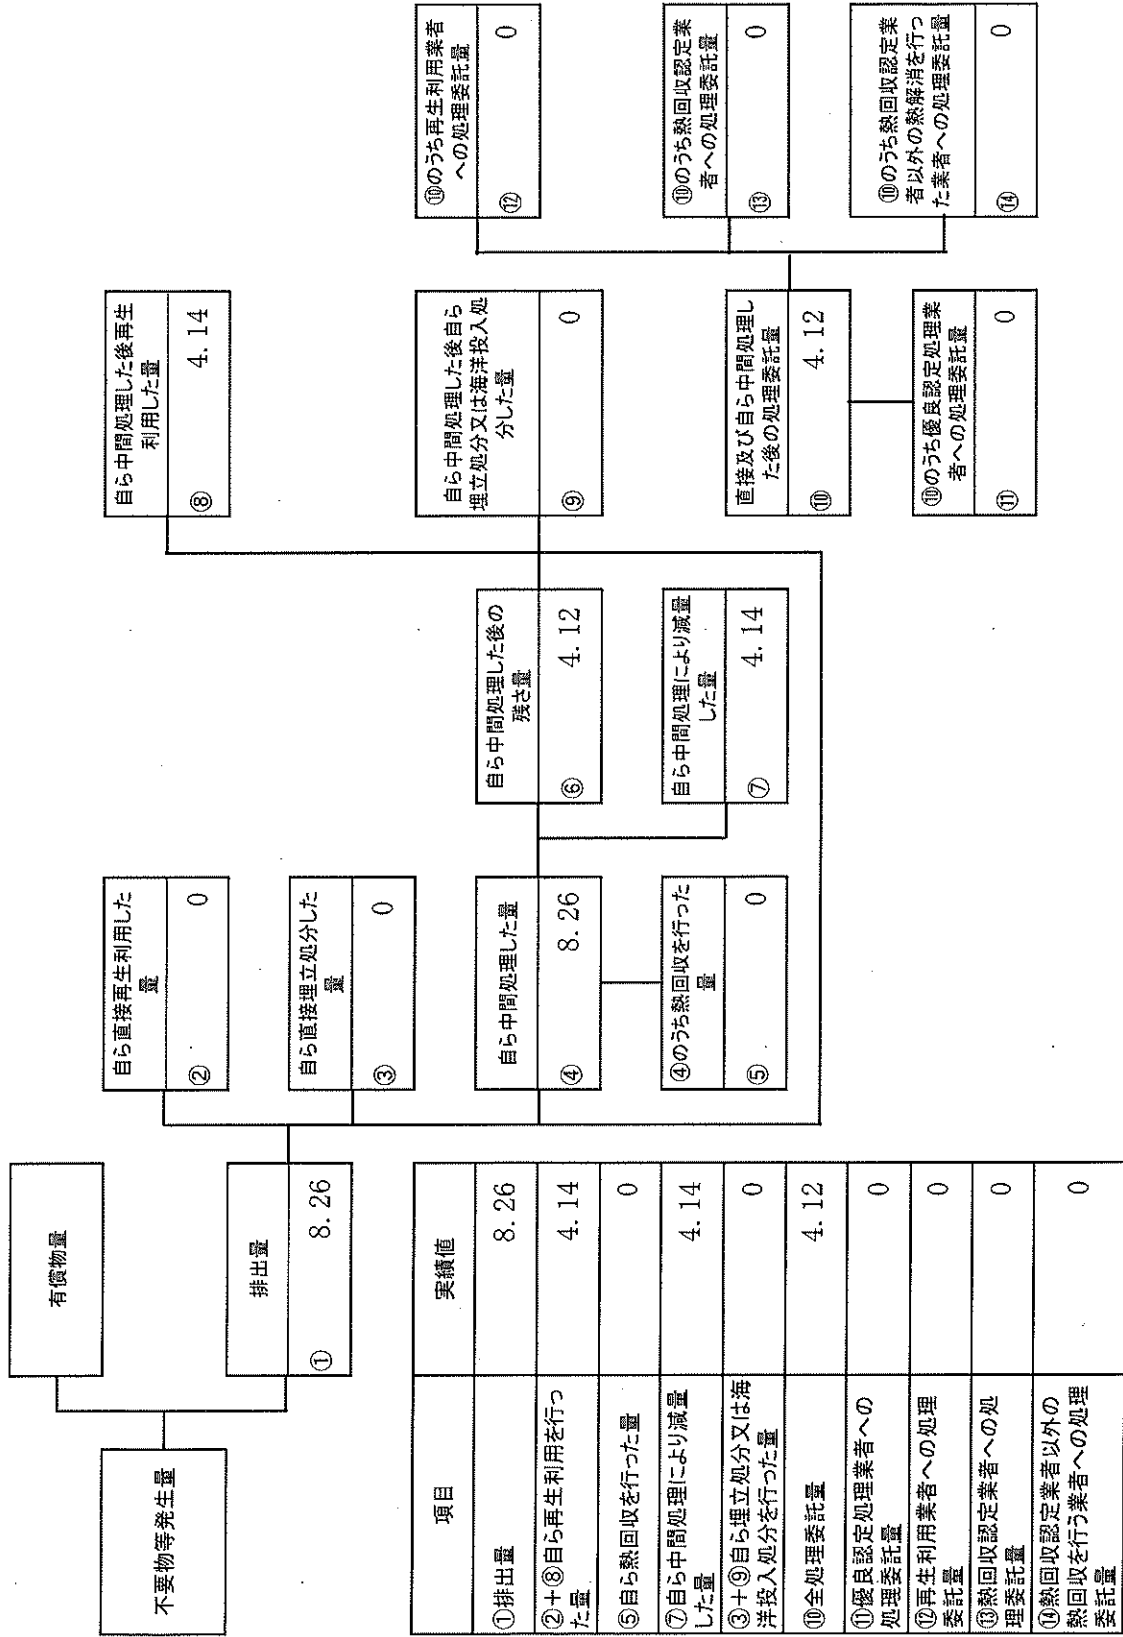 不要物等発生量
有償物量
排出量
① 8.26
自ら直接再生利用した
量
② 0
自ら直接埋立処分した
量
③ 0
自ら中間処理した量
④ 8.26
④のうち熱回収を行った
量
⑤ 0
自ら中間処理した後の
残さ量
⑥ 4.12
自ら中間処理により減量
した量
⑦ 4.14
自ら中間処理した後再生
利用した量
⑧ 4.14
自ら中間処理した後自ら
埋立処分又は海洋投入処
分した量
⑨ 0
直接及び自ら中間処理し
た後の処理委託量
⑩ 4.12
⑩のうち優良認定処理業
者への処理委託量
⑪ 0
⑩のうち再生利用業者
への処理委託量
⑫ 0
⑩のうち熱回収認定業
者への処理委託量
⑬ 0
⑩のうち熱回収認定業
者以外の熱解消を行っ
た業者への処理委託量
⑭ 0
項目 実績値
①排出量 8.26
②+⑧自ら再生利用を行っ
た量 4.14
⑤自ら熱回収を行った量 0
⑦自ら中間処理により減量
した量 4.14
③+⑨自ら埋立処分又は海
洋投入処分を行った量 0
⑩全処理委託量 4.12
⑪優良認定処理業者への
処理委託量 0
⑫再生利用業者への処理
委託量 0
⑬熱回収認定業者への処
理委託量 0
⑭熱回収認定業者以外の
熱回収を行う業者への処理
委託量 0